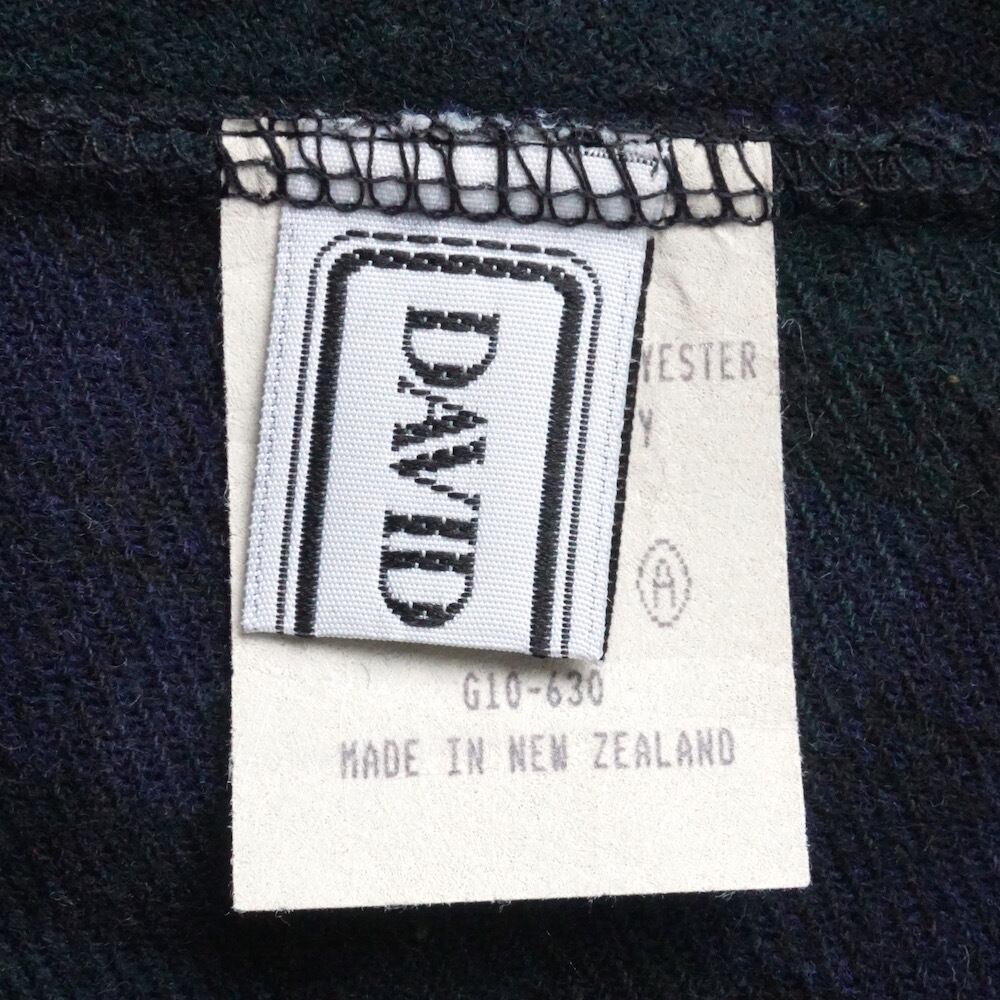 DAVID
YESTER
Y
A
G10-630
MADE IN NEW ZEALAND